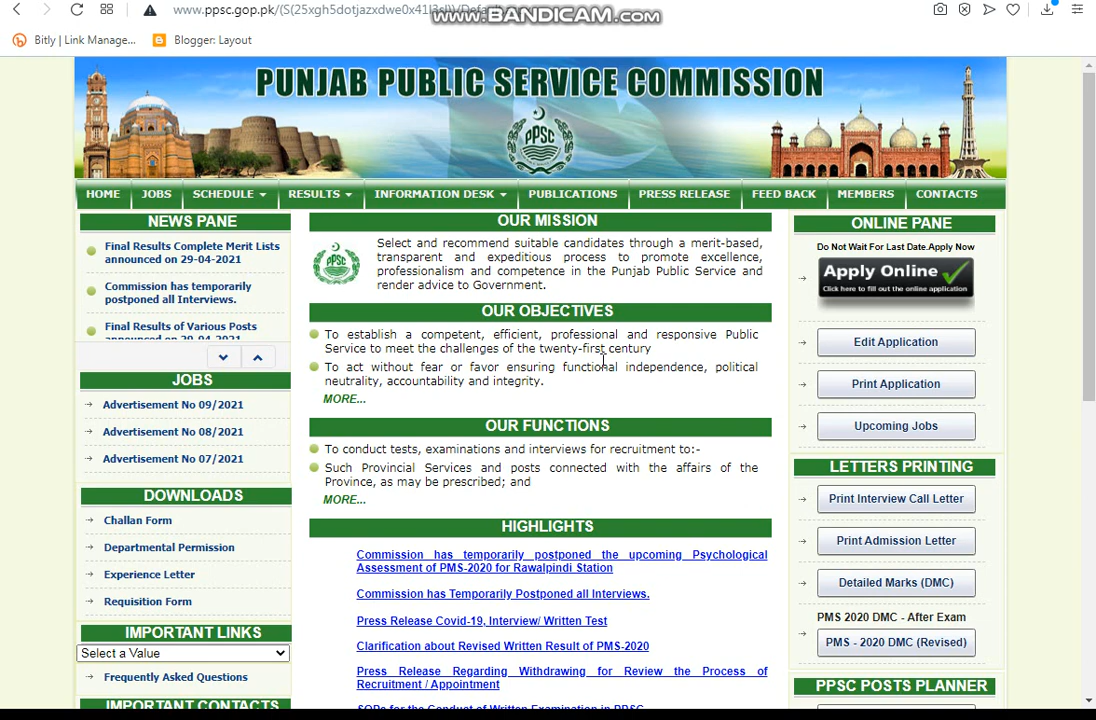 www.ppsc.gop.pk/(S(25xgh5dotjazxdwe0x41
www.BANDICAM.com
Bitly | Link Manage...
Blogger: Layout
PUNJAB PUBLIC SERVICE COMMISSION
PPSC
HOME
JOBS
SCHEDULE
RESULTS
INFORMATION DESK
PUBLICATIONS
PRESS RELEASE
FEED BACK
MEMBERS
CONTACTS
NEWS PANE
Final Results Complete Merit Lists
announced on 29-04-2021
Commission has temporarily
postponed all Interviews.
Final Results of Various Posts
JOBS
Advertisement No 09/2021
Advertisement No 08/2021
Advertisement No 07/2021
DOWNLOADS
Challan Form
Departmental Permission
Experience Letter
Requisition Form
IMPORTANT LINKS
Select a Value
Frequently Asked Questions
IMPORTANT CONTACTS
OUR MISSION
PPSC
Select and recommend suitable candidates through a merit-based,
transparent and expeditious process to promote excellence,
professionalism and competence in the Punjab Public Service and
render advice to Government.
OUR OBJECTIVES
To establish a competent, efficient, professional and responsive Public
Service to meet the challenges of the twenty-first century
To act without fear or favor ensuring functional independence, political
neutrality, accountability and integrity.
MORE...
OUR FUNCTIONS
To conduct tests, examinations and interviews for recruitment to:-
Such Provincial Services and posts connected with the affairs of the
Province, as may be prescribed; and
MORE...
HIGHLIGHTS
Commission has temporarily postponed the upcoming Psychological
Assessment of PMS-2020 for Rawalpindi Station
Commission has Temporarily Postponed all Interviews.
Press Release Covid-19, Interview/ Written Test
Clarification about Revised Written Result of PMS-2020
Press Release Regarding Withdrawing for Review the Process of
Recruitment / Appointment
SOPs for the Conduct of Written Examination in PPSC
ONLINE PANE
Do Not Wait For Last Date.Apply Now
Apply Online
Click here to fill out the online application
Edit Application
Print Application
Upcoming Jobs
LETTERS PRINTING
Print Interview Call Letter
Print Admission Letter
Detailed Marks (DMC)
PMS 2020 DMC - After Exam
PMS - 2020 DMC (Revised)
PPSC POSTS PLANNER